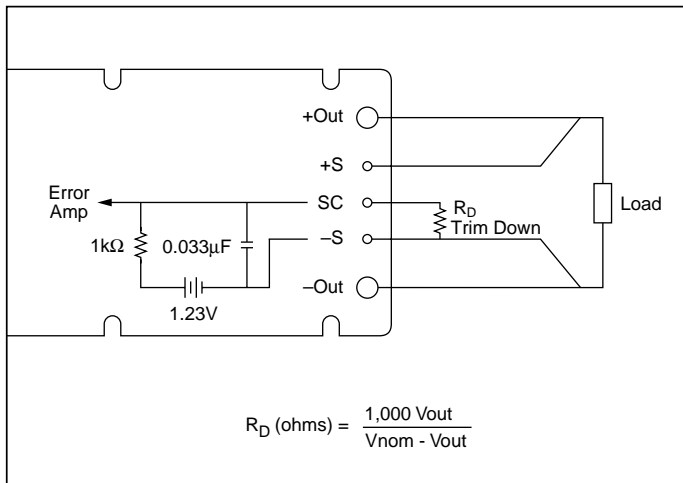 +Out
+S
Error
Amp
SC
R_D
Trim Down
Load
1kΩ
0.033μF
–S
–Out
1.23V
R_D (ohms) = 1,000 Vout / Vnom - Vout